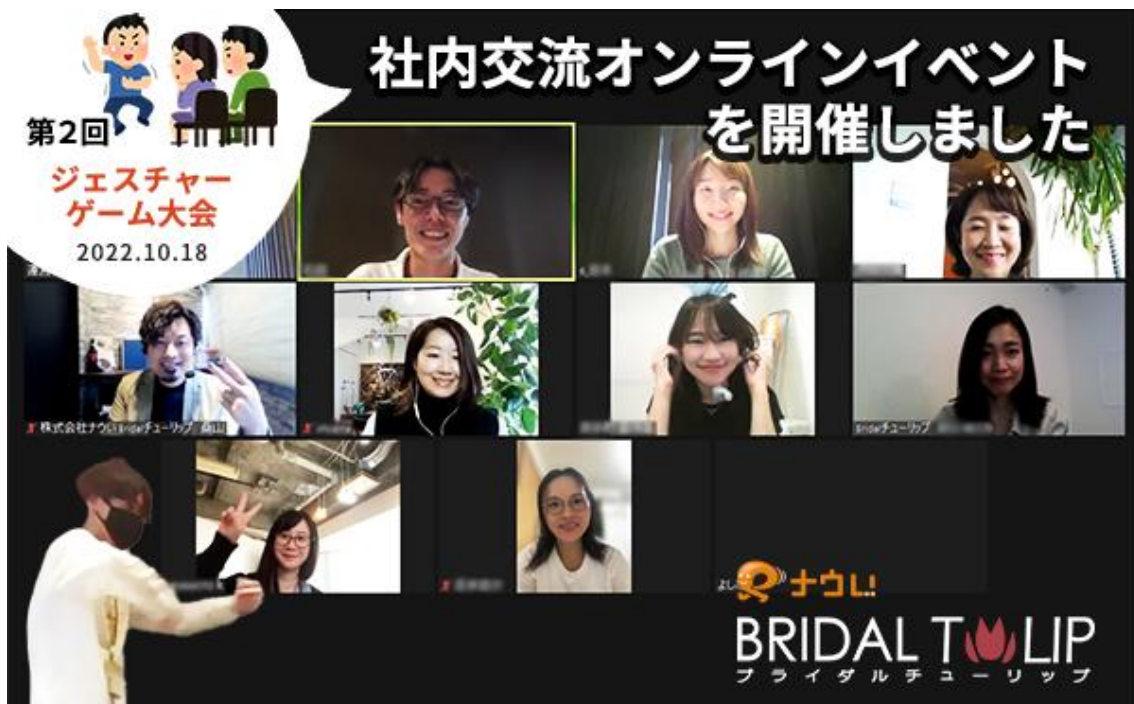 社内交流オンラインイベント
を開催しました
第2回
ジェスチャー
ゲーム大会
2022.10.18
株式会社ナウいBridalチューリップ
Bridalチューリップ
よし
ナウい
BRIDAL TULIP
ブライダルチューリップ